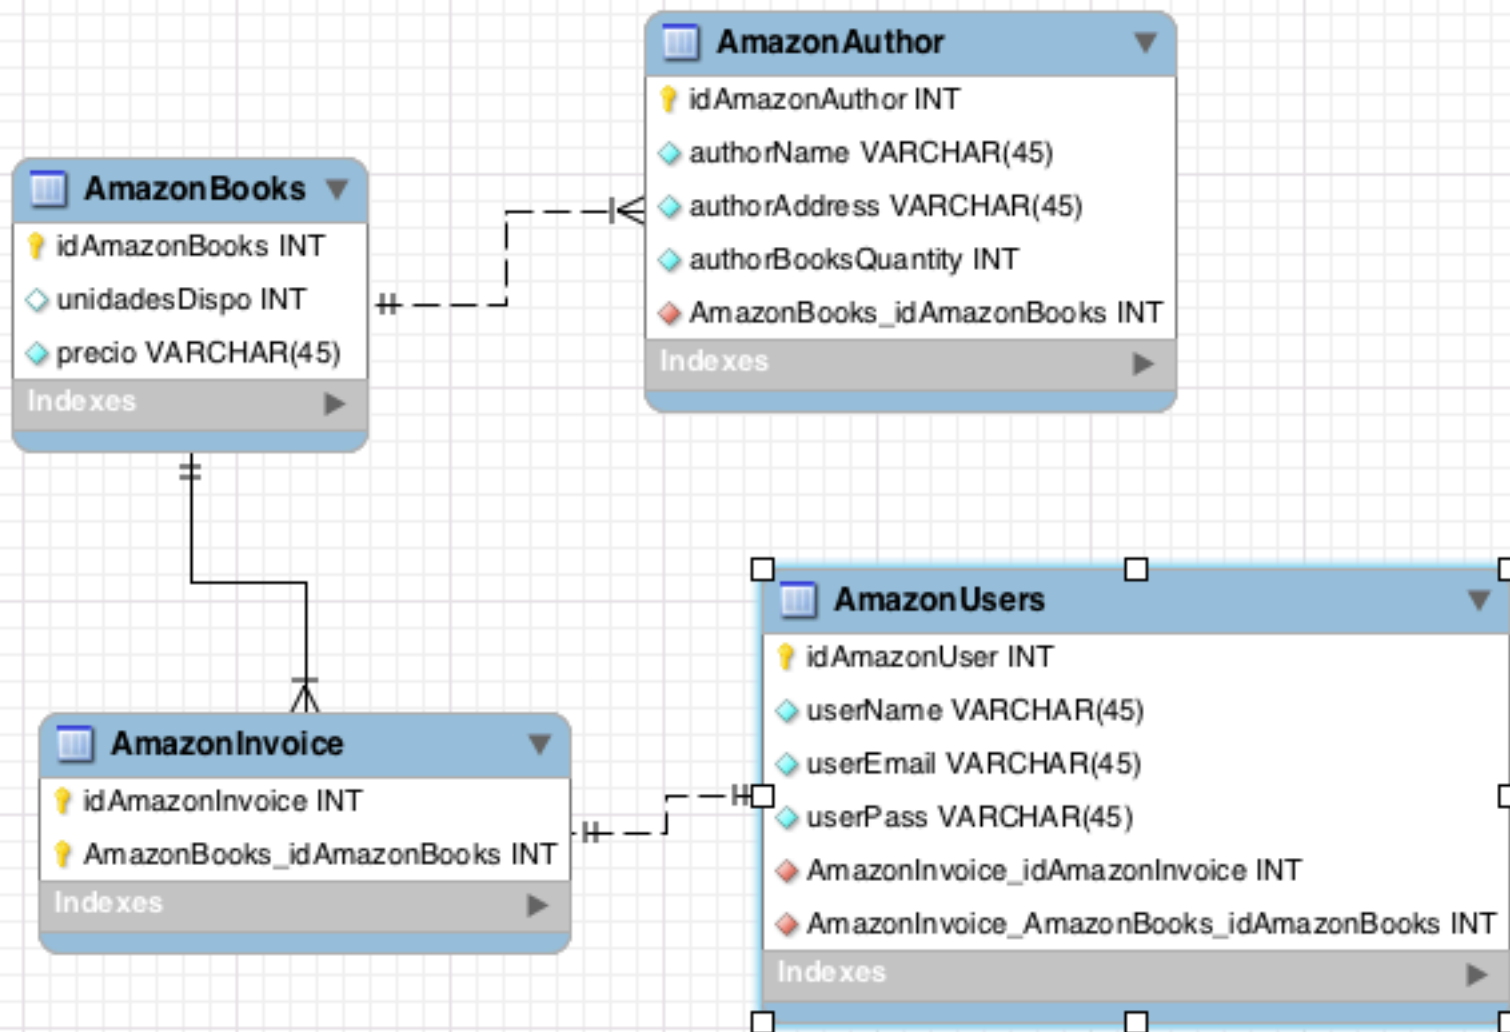 AmazonAuthor
idAmazonAuthor INT
authorName VARCHAR(45)
authorAddress VARCHAR(45)
authorBooksQuantity INT
AmazonBooks_idAmazonBooks INT
Indexes
AmazonBooks
idAmazonBooks INT
unidadesDispo INT
precio VARCHAR(45)
Indexes
AmazonUsers
idAmazonUser INT
userName VARCHAR(45)
userEmail VARCHAR(45)
userPass VARCHAR(45)
AmazonInvoice_idAmazonInvoice INT
AmazonInvoice_AmazonBooks_idAmazonBooks INT
Indexes
AmazonInvoice
idAmazonInvoice INT
AmazonBooks_idAmazonBooks INT
Indexes